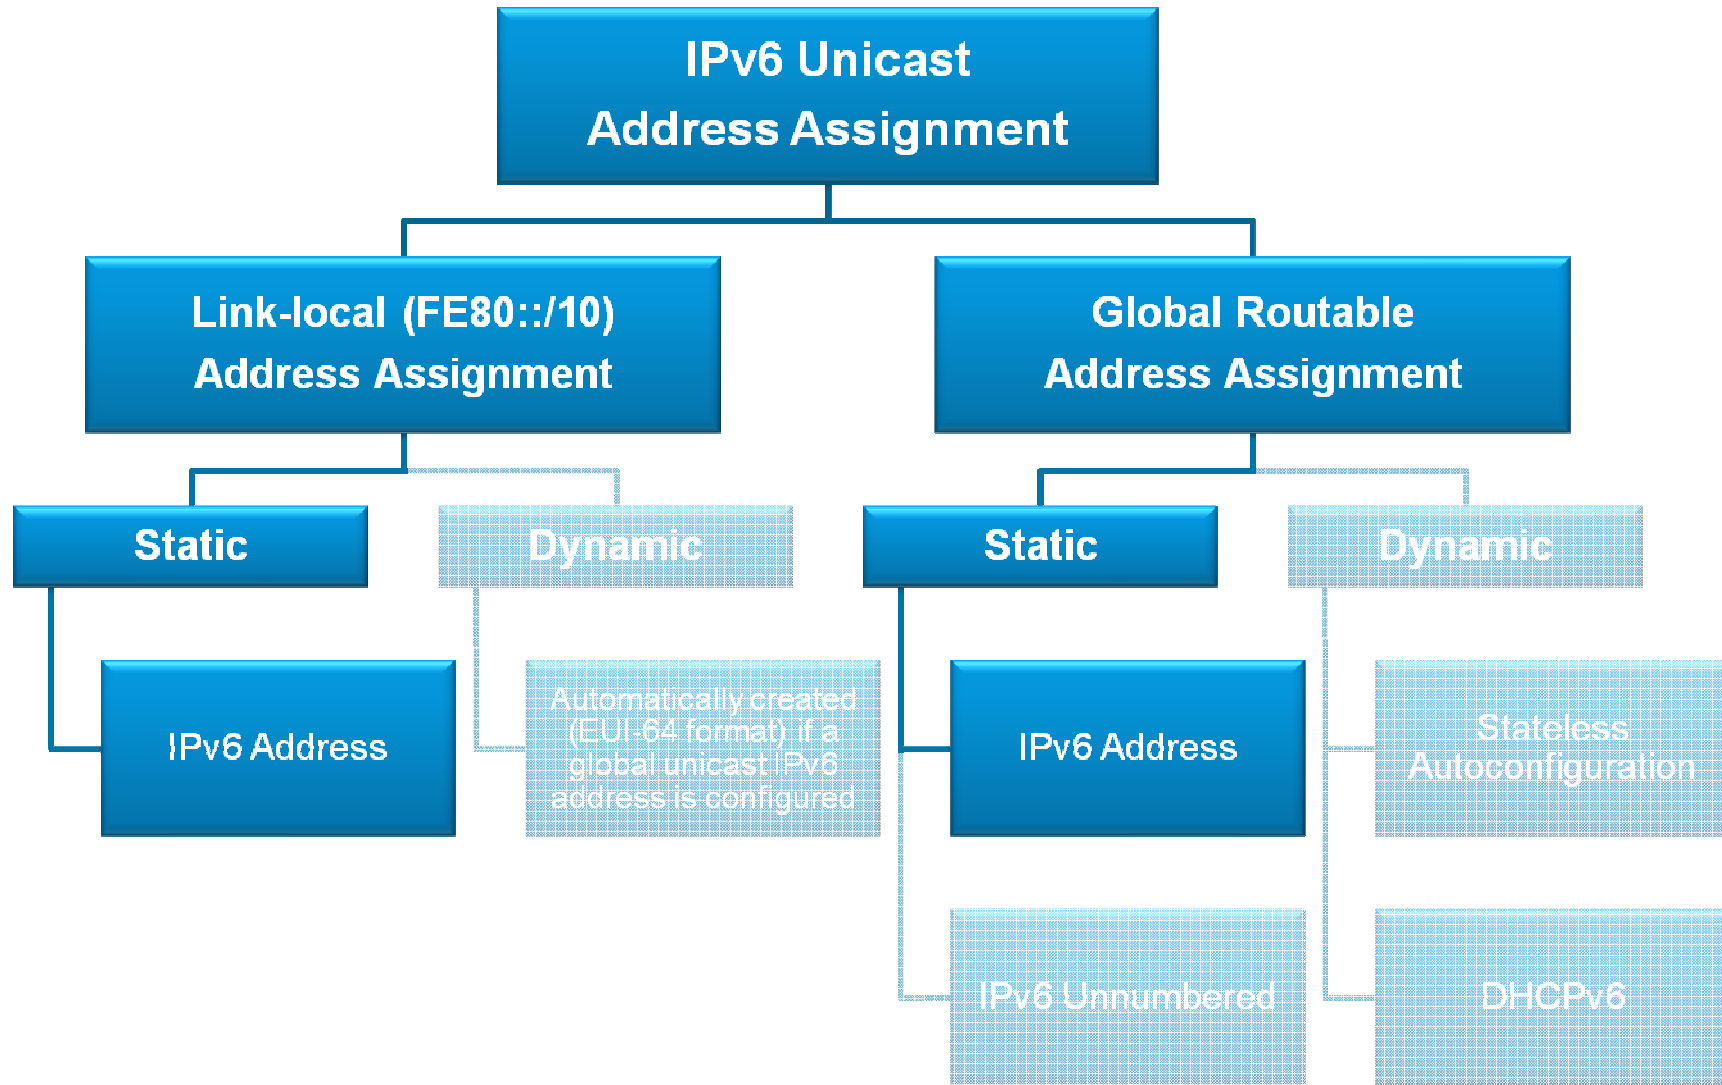 IPv6 Unicast
Address Assignment
Link-local (FE80::/10)
Address Assignment
Global Routable
Address Assignment
Static
Dynamic
Static
Dynamic
IPv6 Address
Automatically created
(EUI-64 format) if a
global unicast IPv6
address is configured
IPv6 Address
Stateless
Autoconfiguration
IPv6 Unnumbered
DHCPv6